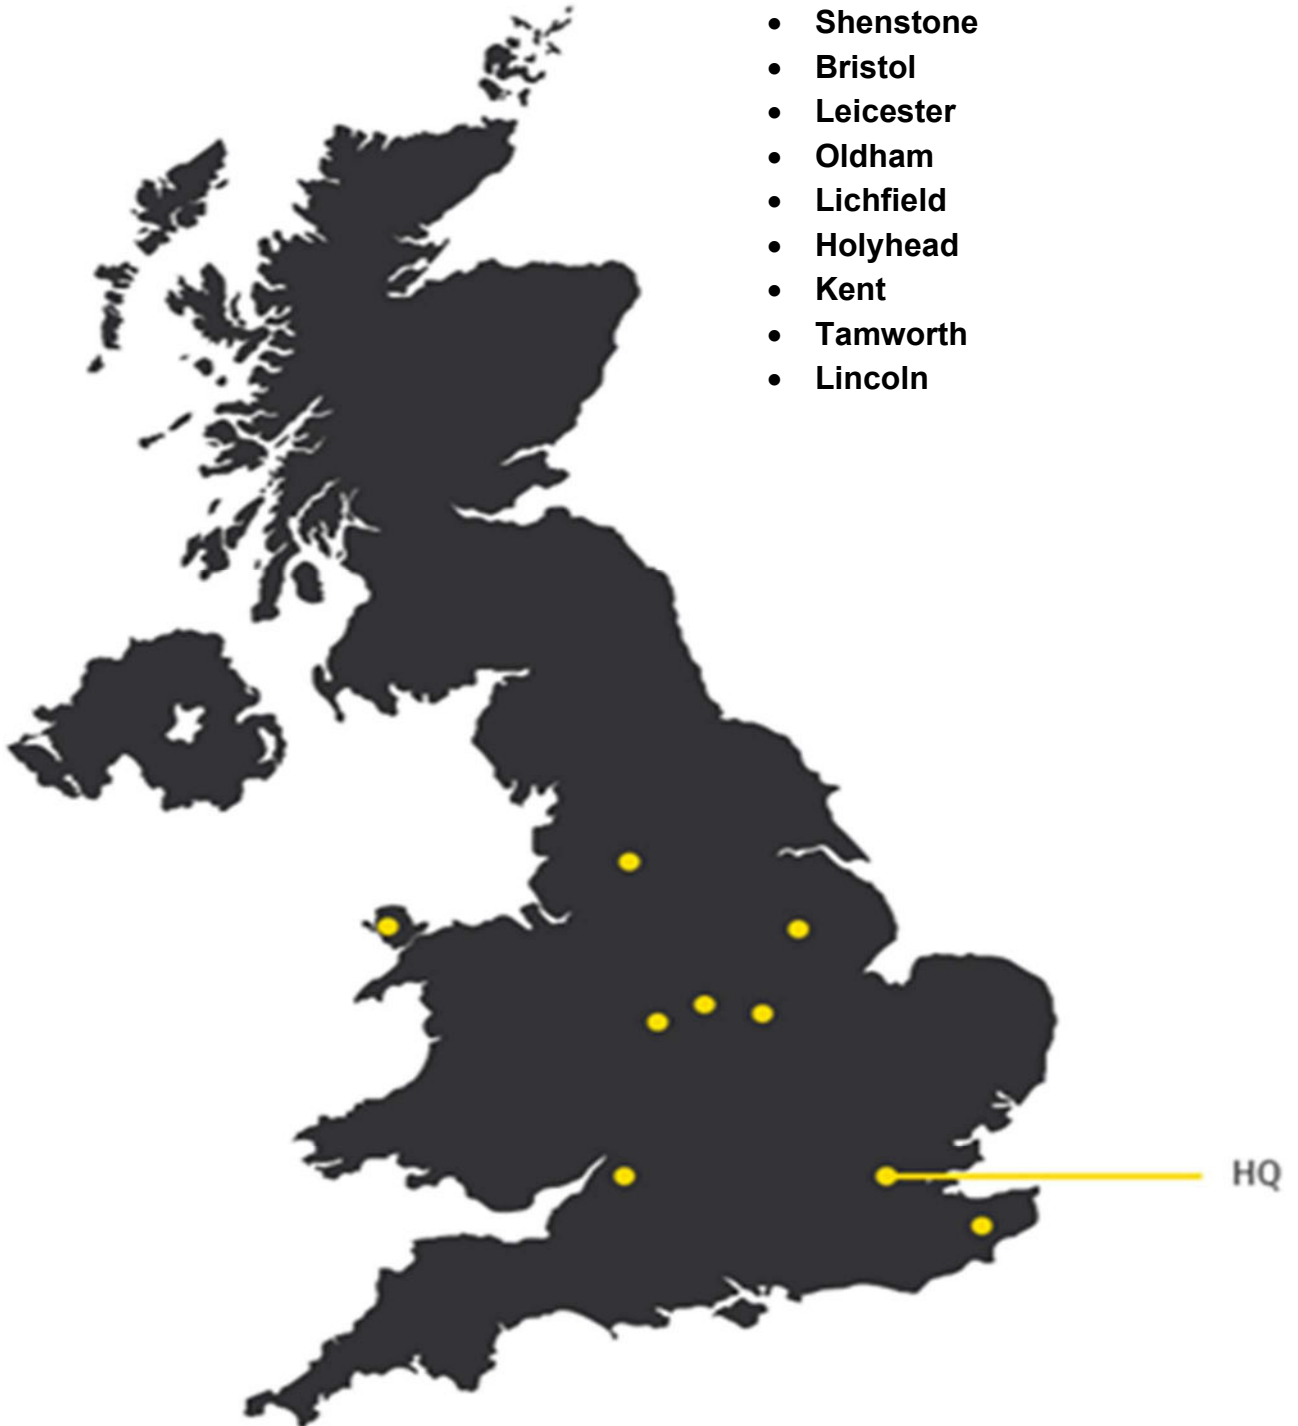 • Shenstone
• Bristol
• Leicester
• Oldham
• Lichfield
• Holyhead
• Kent
• Tamworth
• Lincoln
HQ